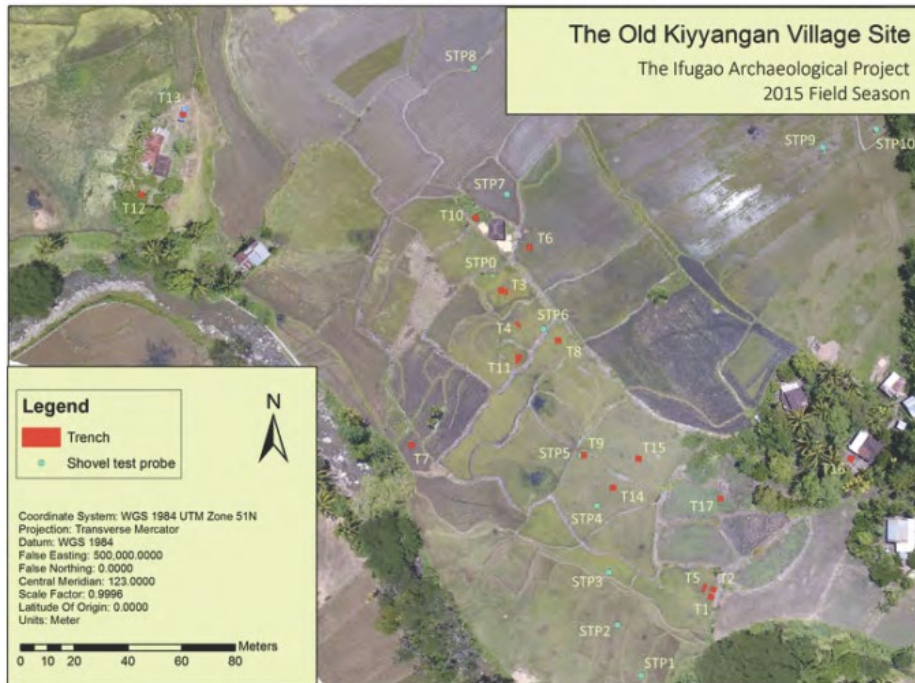 The Old Kiyyangan Village Site
The Ifugao Archaeological Project
2015 Field Season
STP8
T13
STP9
STP10
STP7
T12
T10
T6
STP0
T3
T4
STP6
T8
T11
T7
STP5
T9
T15
T16
T14
T17
STP4
STP3
T5
T2
T1
STP2
STP1
Legend
Trench
Shovel test probe
N
Coordinate System: WGS 1984 UTM Zone 51N
Projection: Transverse Mercator
Datum: WGS 1984
False Easting: 500,000.0000
False Northing: 0.0000
Central Meridian: 123.0000
Scale Factor: 0.9996
Latitude Of Origin: 0.0000
Units: Meter
Meters
0 10 20 40 60 80